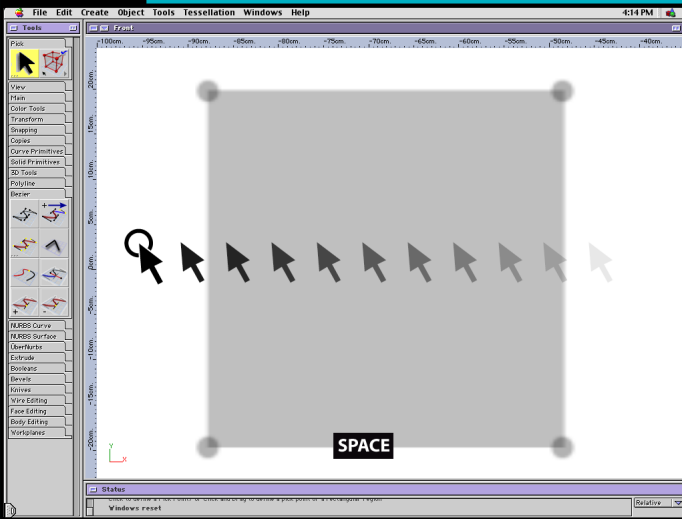 File Edit Create Object Tools Tessellation Windows Help 4:14 PM
Tools
Front
Pick
-100cm. -95cm. -90cm. -85cm. -80cm. -75cm. -70cm. -65cm. -60cm. -55cm. -50cm. -45cm. -40cm.
20cm.
15cm.
10cm.
5cm.
0cm.
-5cm.
-10cm.
-15cm.
-20cm.
View
Main
Color Tools
Transform
Snapping
Copies
Curve Primitives
Solid Primitives
3D Tools
Polyline
Bezier
NURBS Curve
NURBS Surface
ÜberNurbs
Extrude
Booleans
Bevels
Knives
Wire Editing
Face Editing
Body Editing
Workplanes
SPACE
Y
X
Status
Windows reset
Relative